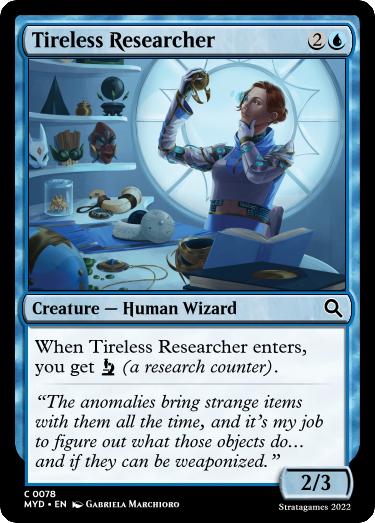 Tireless Researcher 2
Creature — Human Wizard
When Tireless Researcher enters,
you get (a research counter).
“The anomalies bring strange items
with them all the time, and it’s my job
to figure out what those objects do…
and if they can be weaponized.”
2/3
C 0078
MYD • EN Gabriela Marchioro
Stratagames 2022